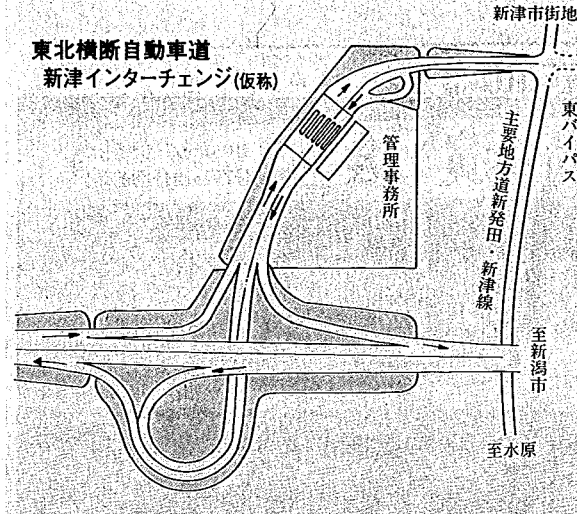 新津市街地
東北横断自動車道
新津インターチェンジ(仮称)
東バイパス
主要地方道新発田・新津線
管理事務所
至新潟市
至水原